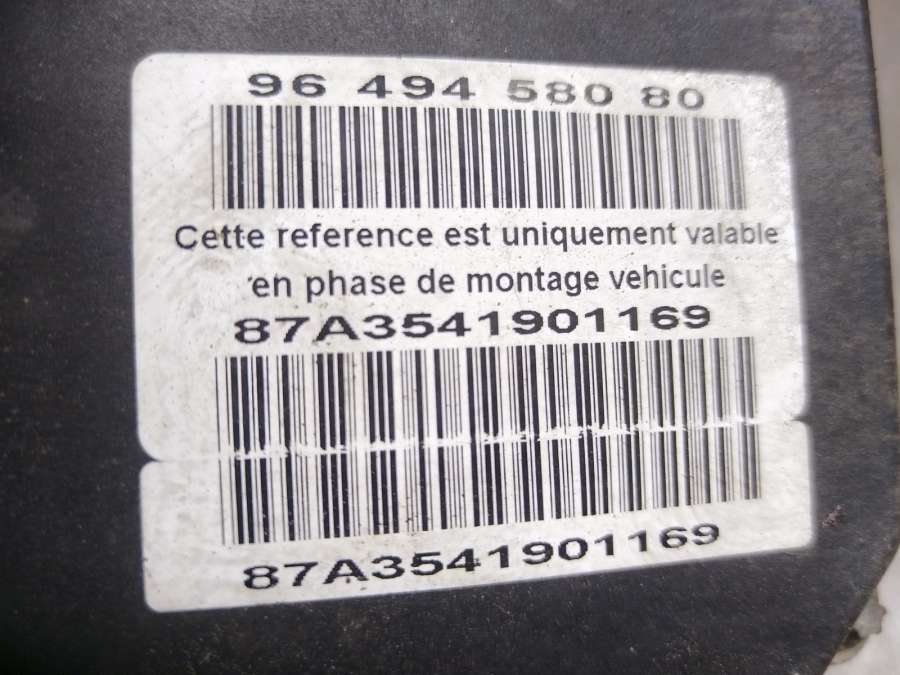 96 494 580 80
Cette reference est uniquement valable
en phase de montage vehicule
87A3541901169
87A3541901169